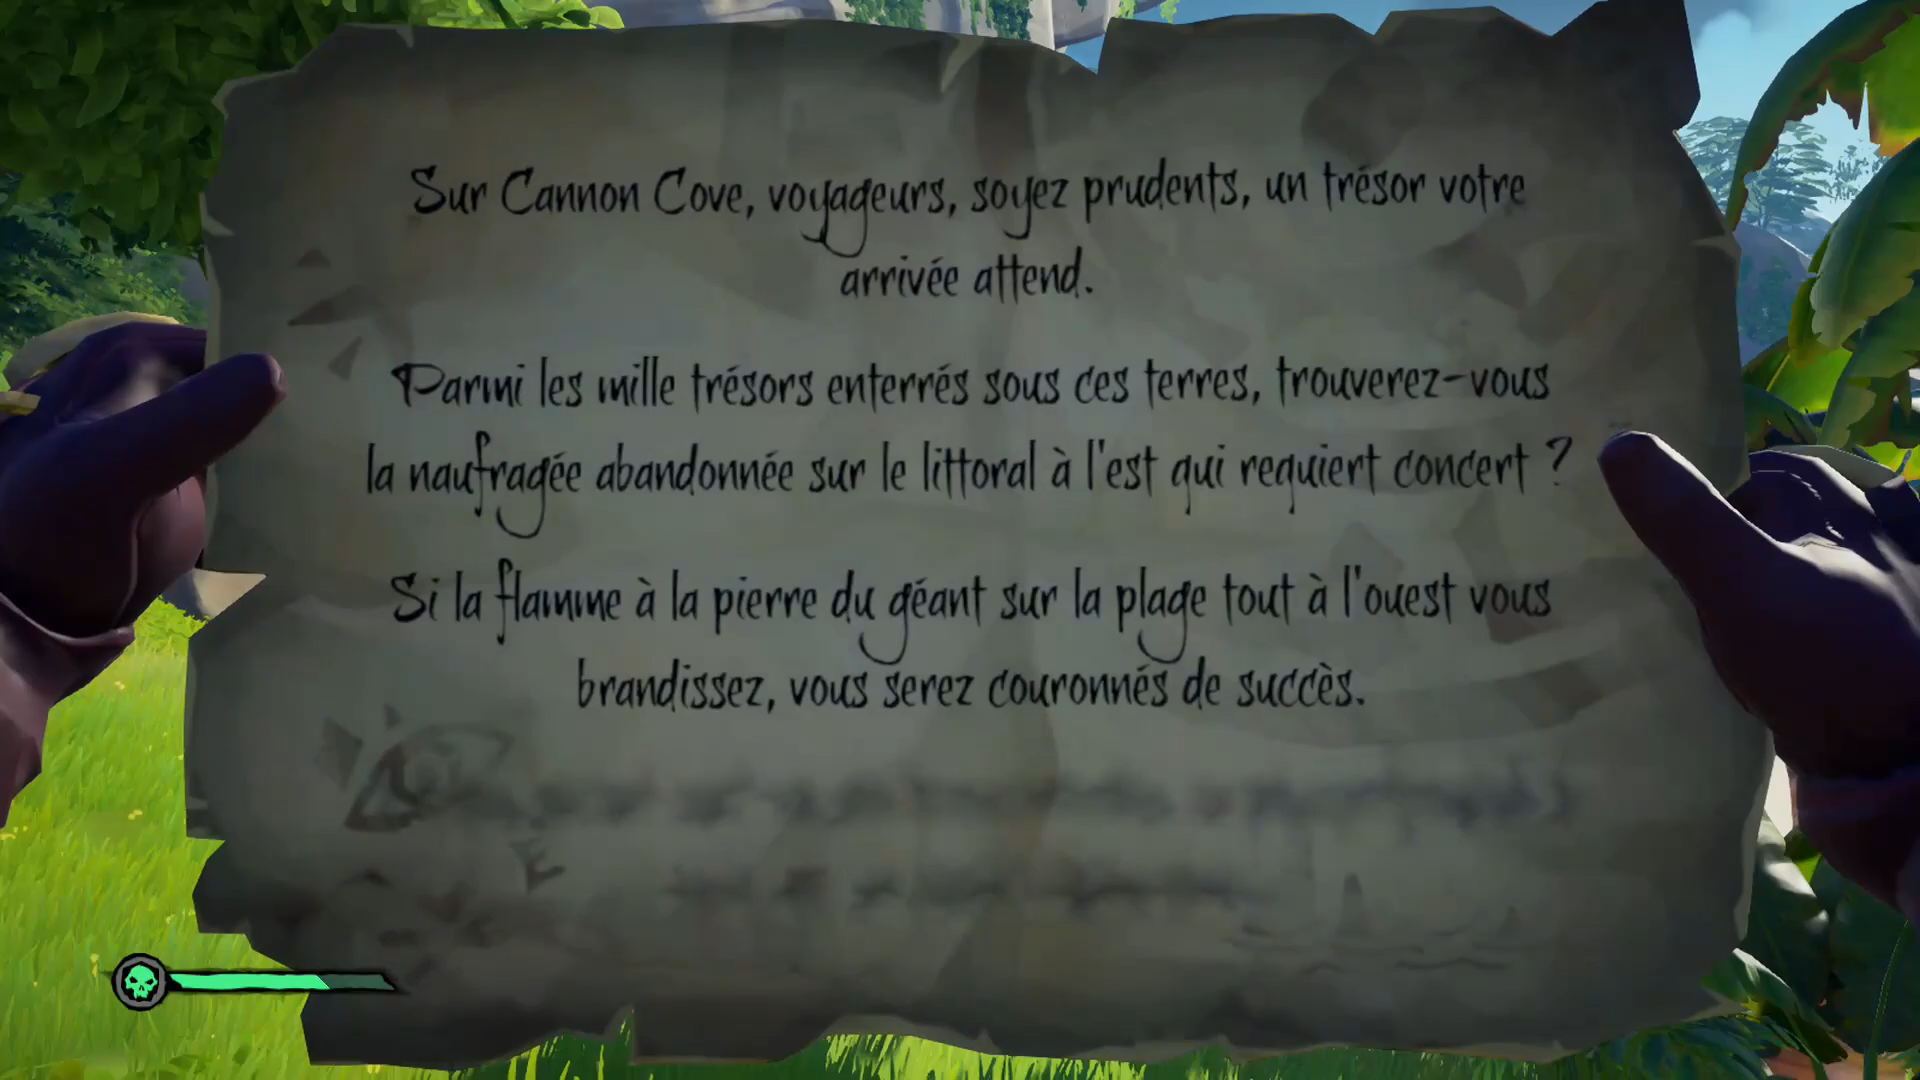 Sur Cannon Cove, voyageurs, soyez prudents, un trésor votre
arrivée attend.
Parmi les mille trésors enterrés sous ces terres, trouverez-vous
la naufragée abandonnée sur le littoral à l'est qui requiert concert ?
Si la flamme à la pierre du géant sur la plage tout à l'ouest vous
brandissez, vous serez couronnés de succès.
E